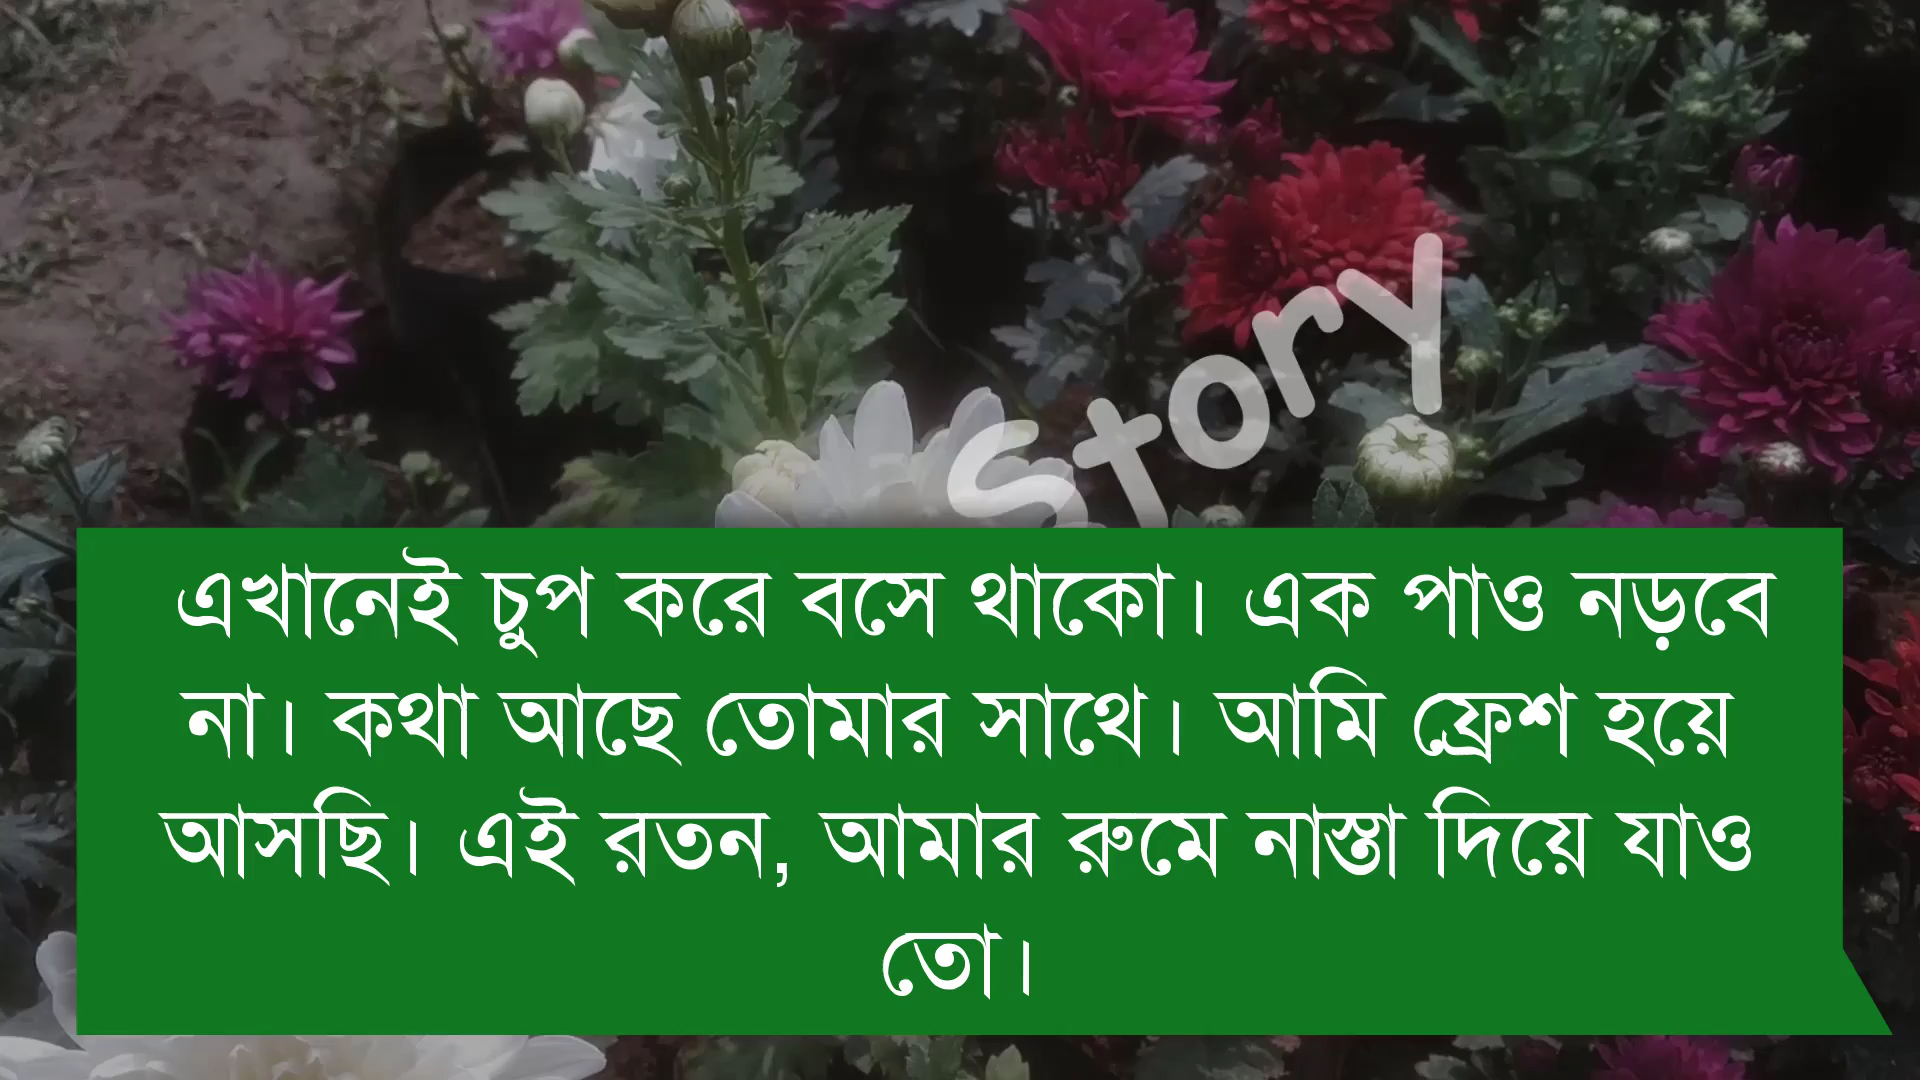 Story
এখানেই চুপ করে বসে থাকো। এক পাও নড়বে
না। কথা আছে তোমার সাথে। আমি ফ্রেশ হয়ে
আসছি। এই রতন, আমার রুমে নাস্তা দিয়ে যাও
তো।